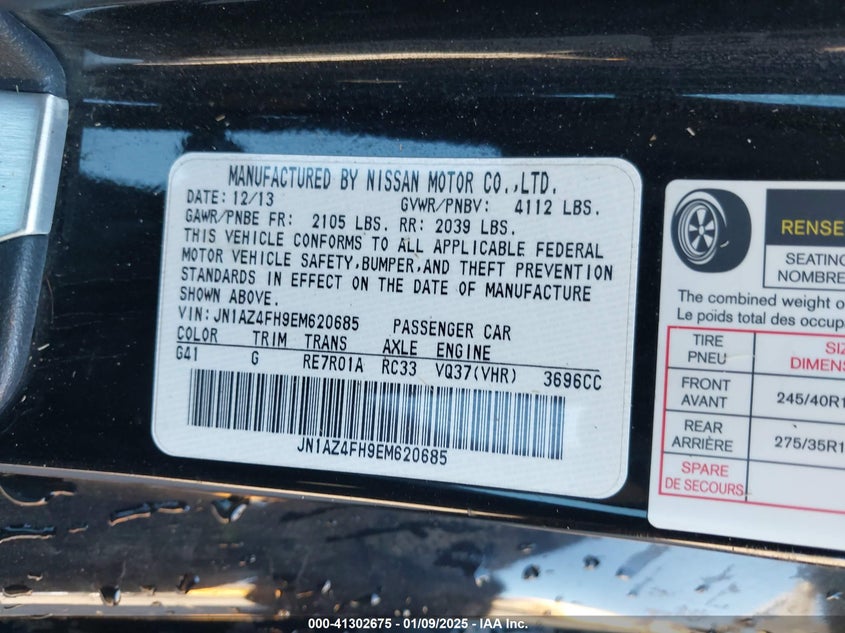 MANUFACTURED BY NISSAN MOTOR CO.,LTD.
DATE: 12/13 GVWR/PNBV: 4112 LBS.
GAWR/PNBE FR: 2105 LBS. RR: 2039 LBS.
THIS VEHICLE CONFORMS TO ALL APPLICABLE FEDERAL
MOTOR VEHICLE SAFETY,BUMPER,AND THEFT PREVENTION
STANDARDS IN EFFECT ON THE DATE OF MANUFACTURE
SHOWN ABOVE.
VIN: JN1AZ4FH9EM620685 PASSENGER CAR
COLOR TRIM TRANS AXLE ENGINE
G41 G RE7R01A RC33 VQ37(VHR) 3696CC
JN1AZ4FH9EM620685
RENSE
SEATING
NOMBRE
The combined weight o
Le poids total des occup
TIRE
PNEU
SI
DIMENS
FRONT
AVANT
245/40R1
REAR
ARRIÈRE
275/35R1
SPARE
DE SECOURS
000-41302675 - 01/09/2025 - IAA Inc.